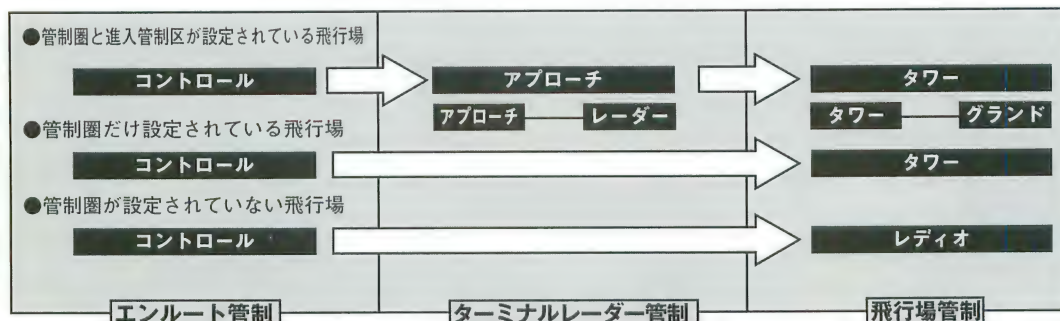 ●管制圏と進入管制区が設定されている飛行場
コントロール
アプローチ
タワー
アプローチ
レーダー
タワー
グランド
●管制圏だけ設定されている飛行場
コントロール
タワー
●管制圏が設定されていない飛行場
コントロール
レディオ
エンルート管制
ターミナルレーダー管制
飛行場管制